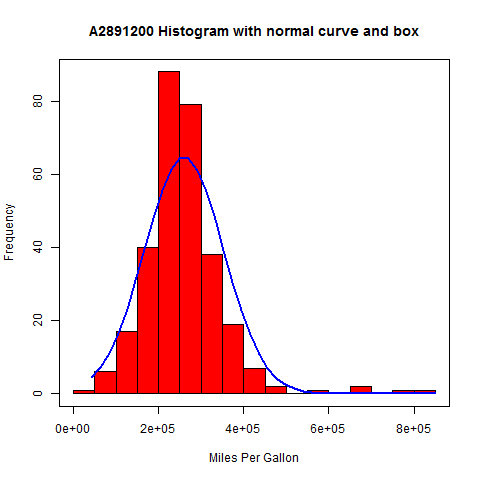 A2891200 Histogram with normal curve and box
Frequency
80
60
40
20
0
0e+00 2e+05 4e+05 6e+05 8e+05
Miles Per Gallon